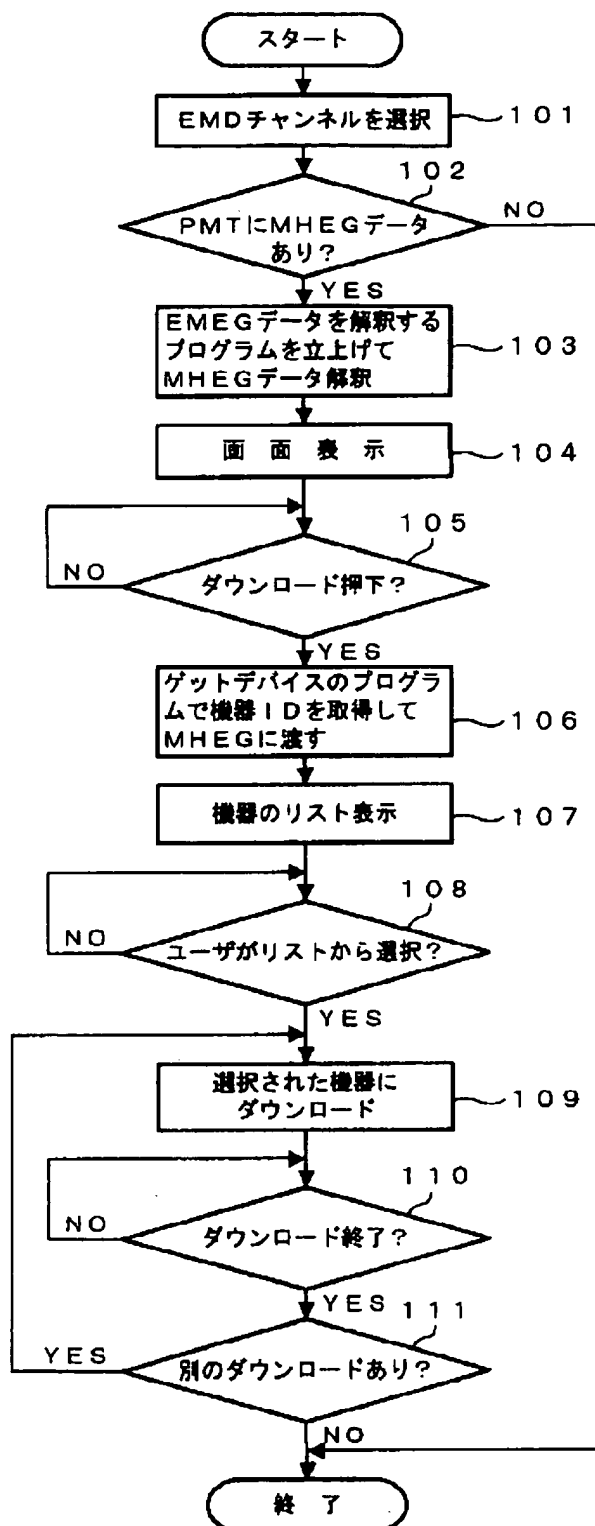 スタート
EMDチャンネルを選択
101
102
PMTにMHEGデータ
あり?
NO
YES
EMEGデータを解釈する
プログラムを立上げて
MHEGデータ解釈
103
画面表示
104
105
NO
ダウンロード押下?
YES
ゲットデバイスのプログラ
ムで機器IDを取得して
MHEGに渡す
106
機器のリスト表示
107
108
NO
ユーザがリストから選択?
YES
選択された機器に
ダウンロード
109
110
NO
ダウンロード終了?
YES
111
YES
別のダウンロードあり?
NO
終了